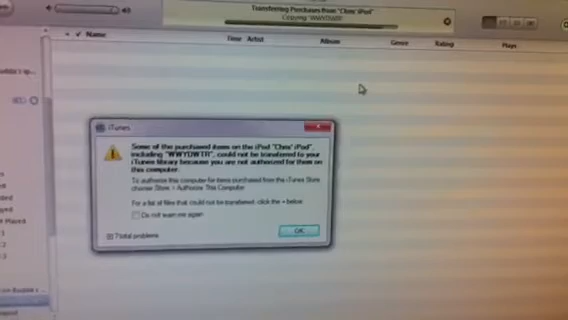 Transferring Purchases from "Chris' iPod"
Copying "WWYDWTR"
Name
Time Artist Album Genre Rating Plays
iTunes
Some of the purchased items on the iPod "Chris' iPod",
including "WWYDWTR", could not be transferred to your
iTunes library because you are not authorized for them on
this computer.
To authorize this computer for items purchased from the iTunes Store,
choose Store > Authorize This Computer
For a list of files that could not be transferred, click the + below
Do not warn me again
7 total problems
OK